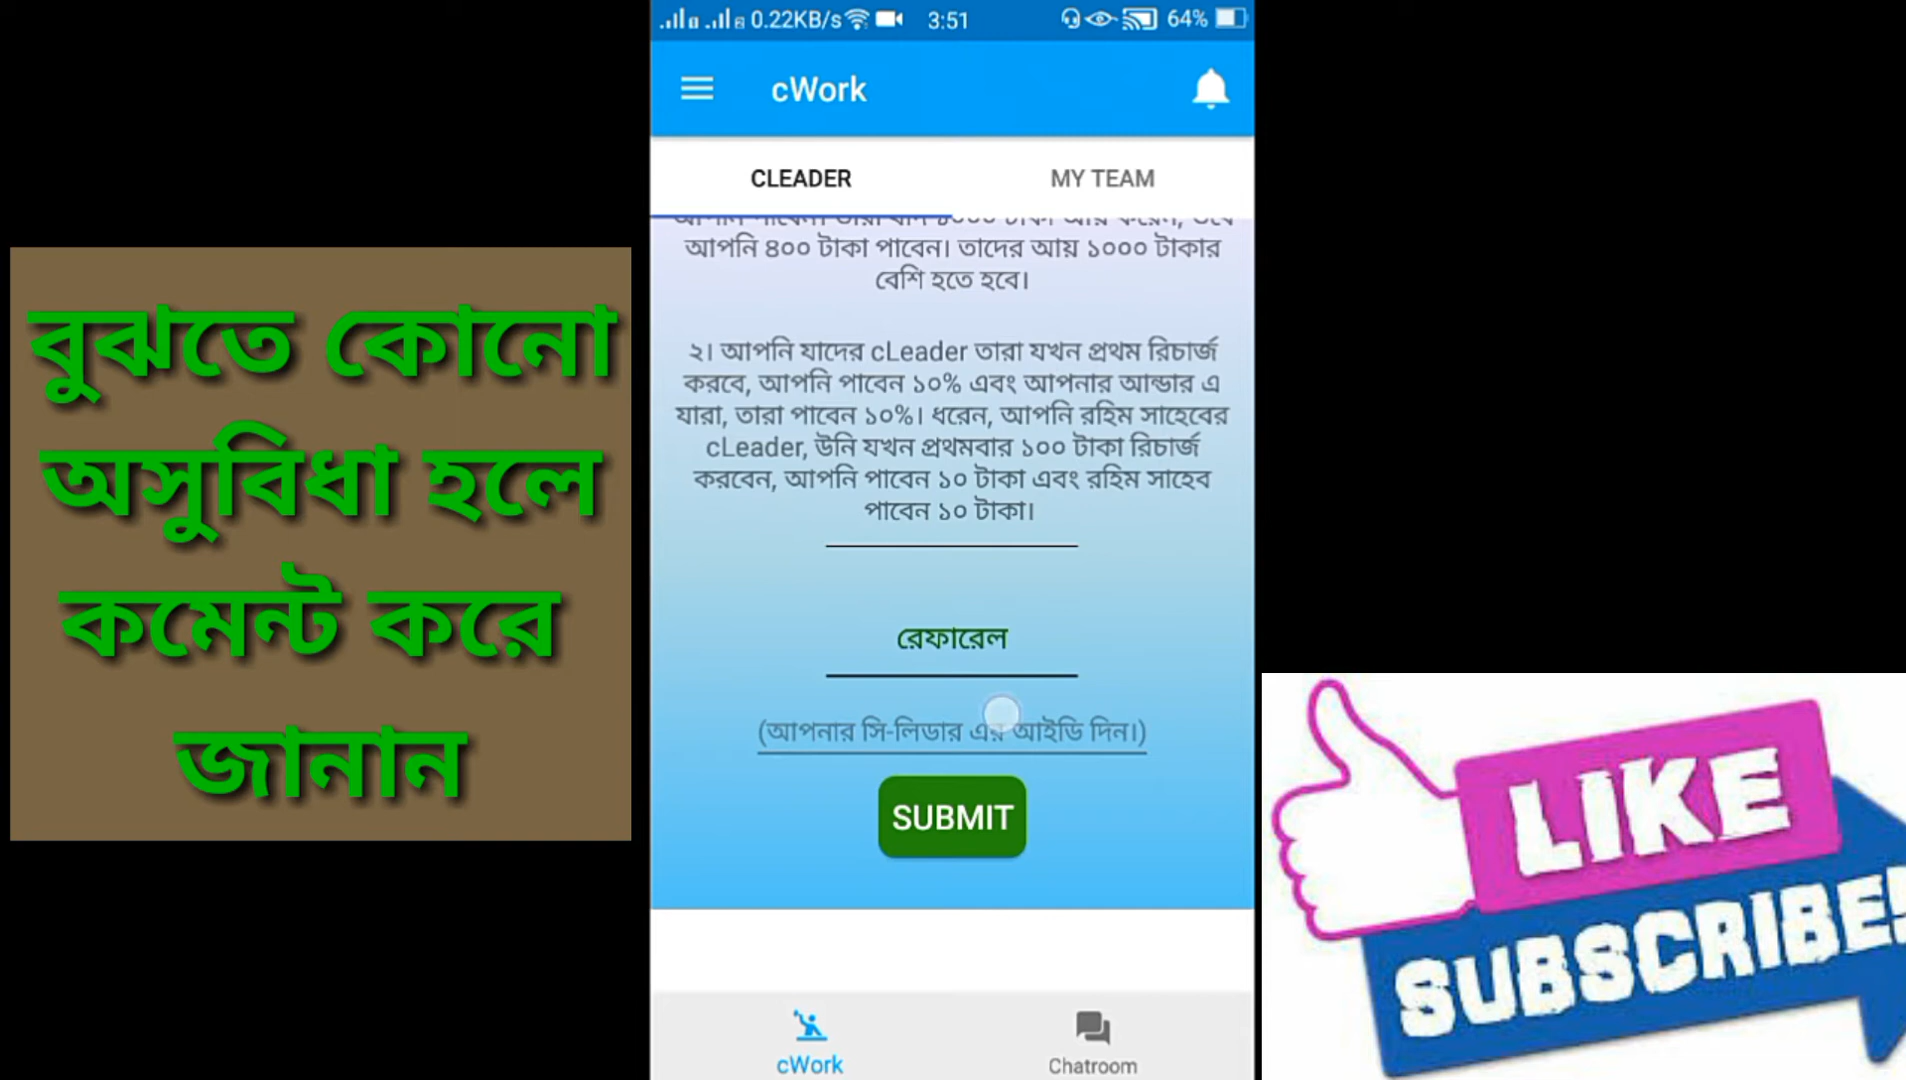 বুঝতে কোনো
অসুবিধা হলে
কমেন্ট করে
জানান
0.22KB/s
3:51
64%
cWork
CLEADER
MY TEAM
আপনি ৪০০ টাকা পাবেন। তাদের আয় ১০০০ টাকার
বেশি হতে হবে।
২। আপনি যাদের cLeader তারা যখন প্রথম রিচার্জ
করবে, আপনি পাবেন ১০% এবং আপনার আন্ডার এ
যারা, তারা পাবেন ১০%। ধরেন, আপনি রহিম সাহেবের
cLeader, উনি যখন প্রথমবার ১০০ টাকা রিচার্জ
করবেন, আপনি পাবেন ১০ টাকা এবং রহিম সাহেব
পাবেন ১০ টাকা।
রেফারেল
(আপনার সি-লিডার এর আইডি দিন।)
SUBMIT
cWork
Chatroom
LIKE
SUBSCRIBE!